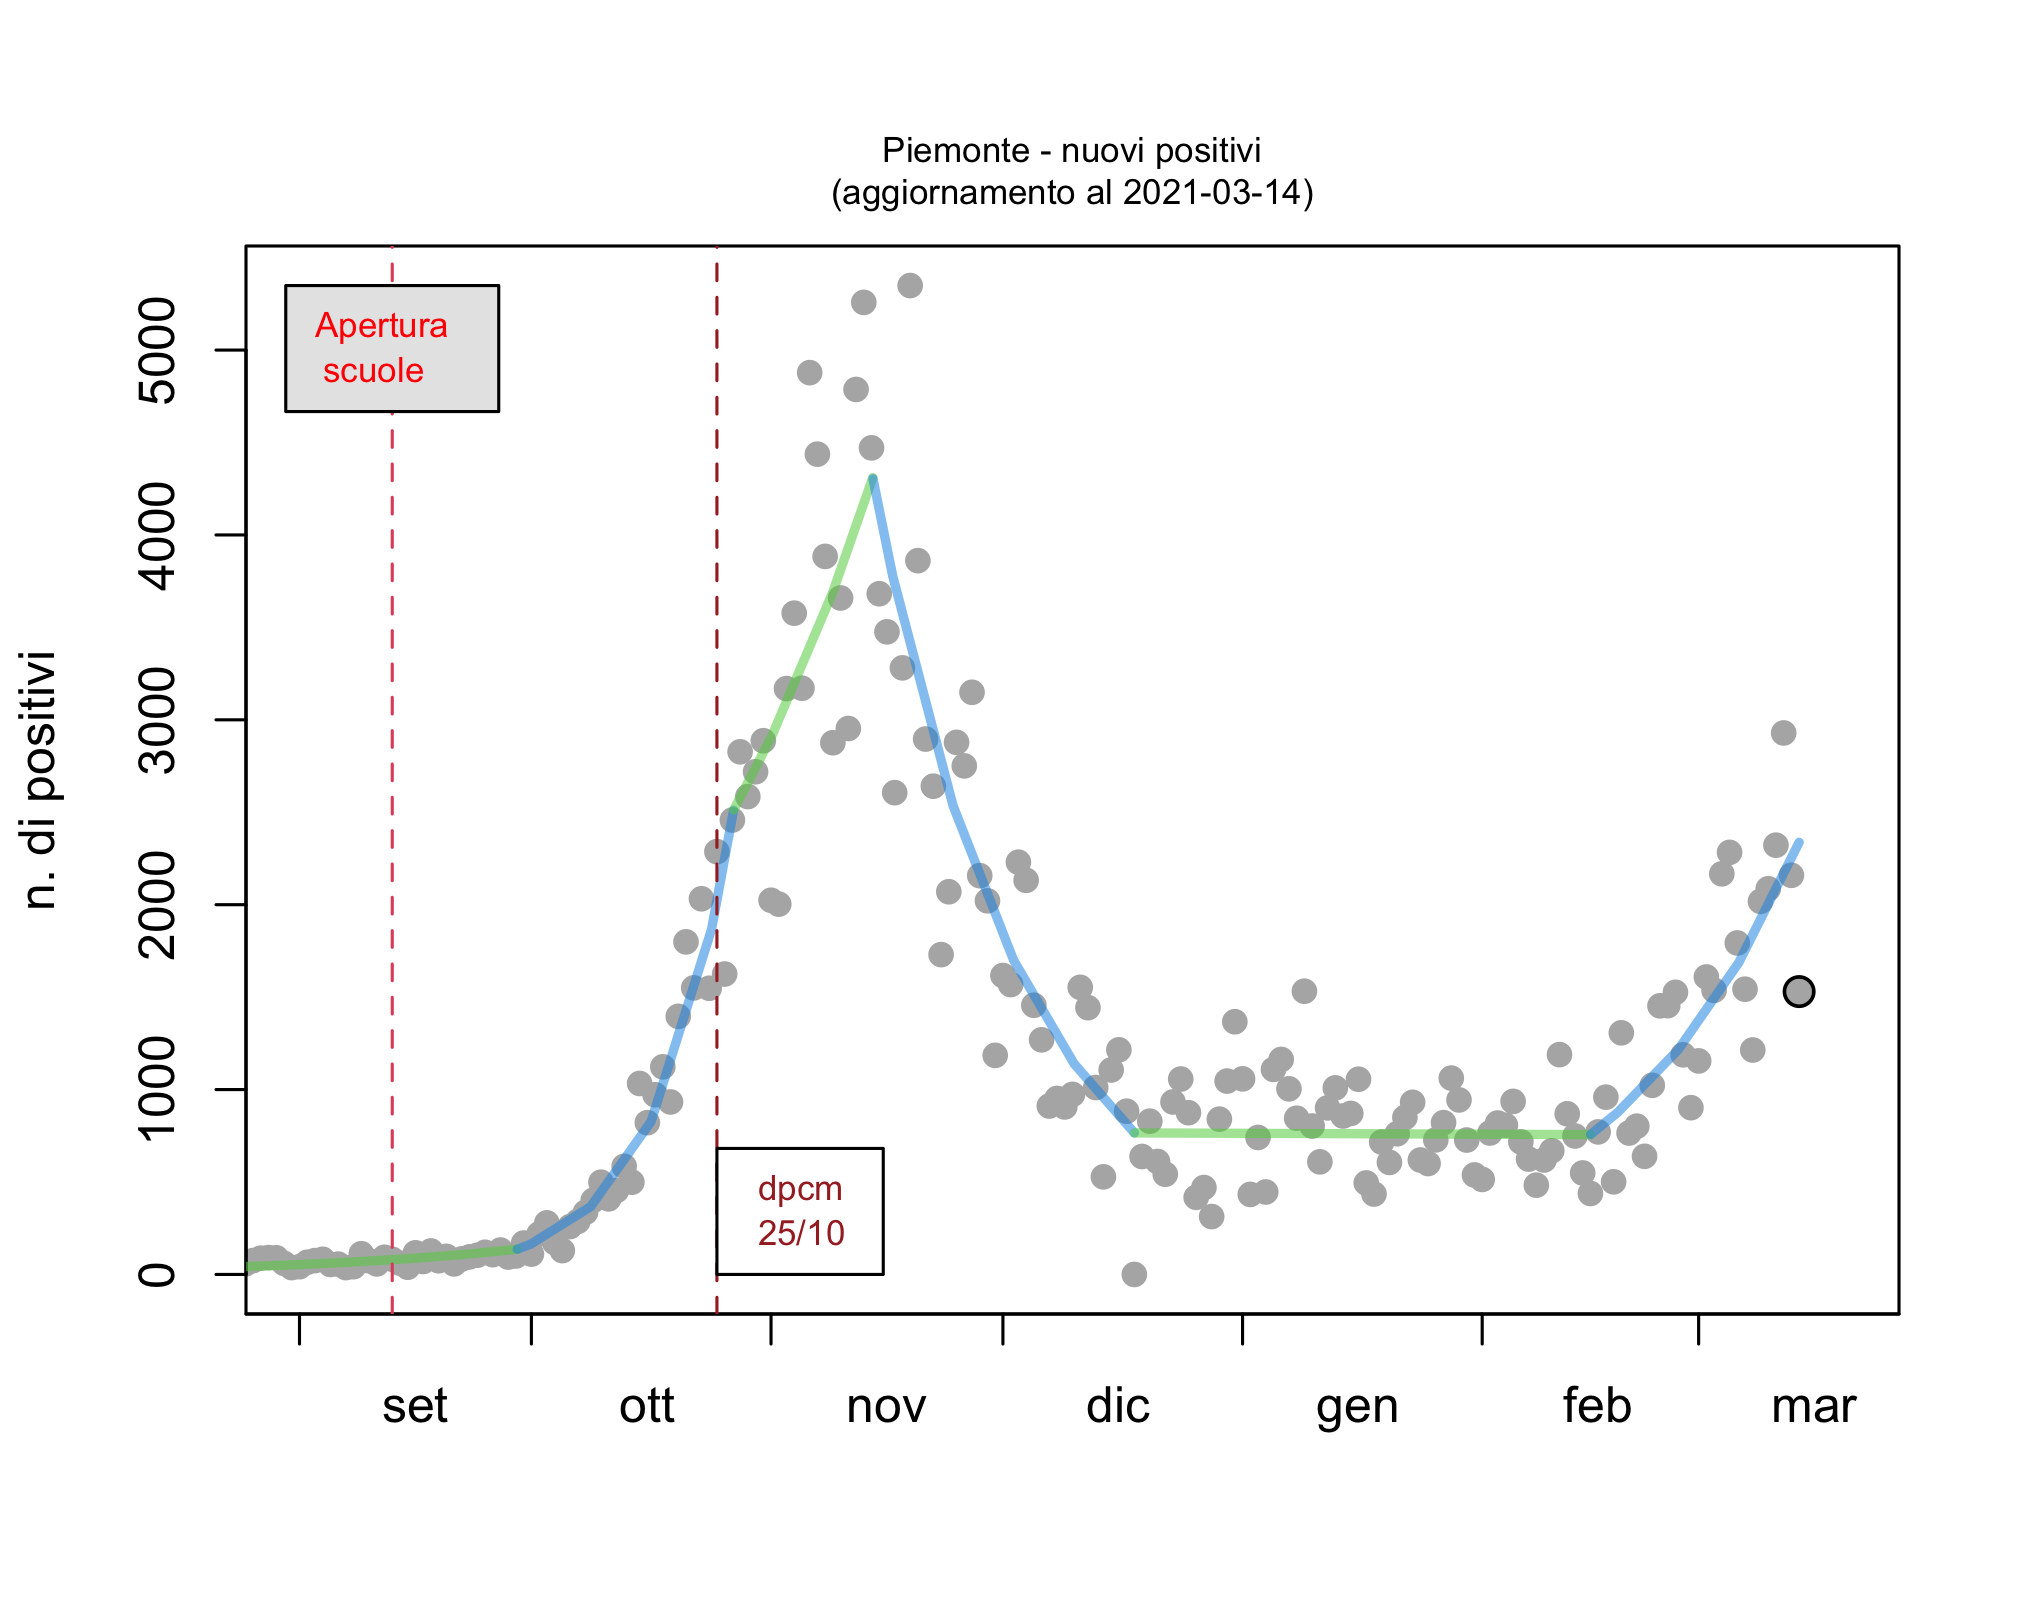 Piemonte - nuovi positivi
(aggiornamento al 2021-03-14)
n. di positivi
5000
4000
3000
2000
1000
0
Apertura
scuole
dpcm
25/10
set ott nov dic gen feb mar